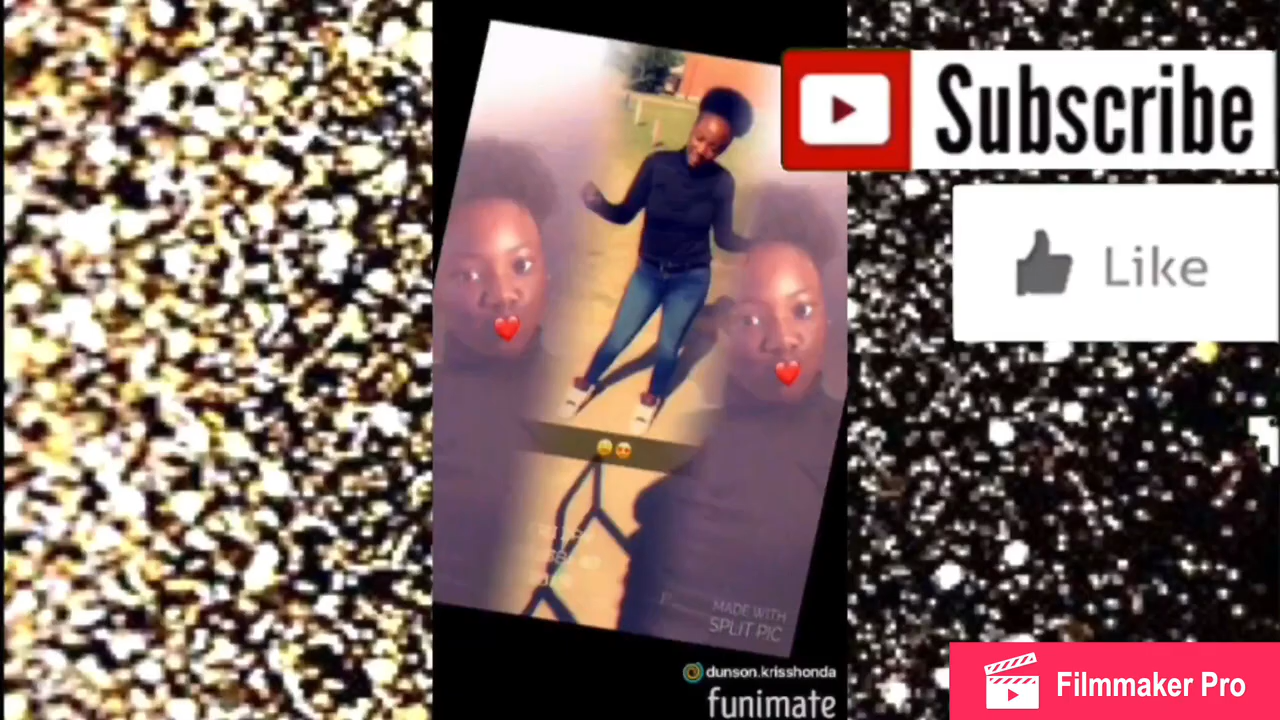 Subscribe
Like
MADE WITH
SPLIT PIC
dunson.krisshonda
funimate
Filmmaker Pro